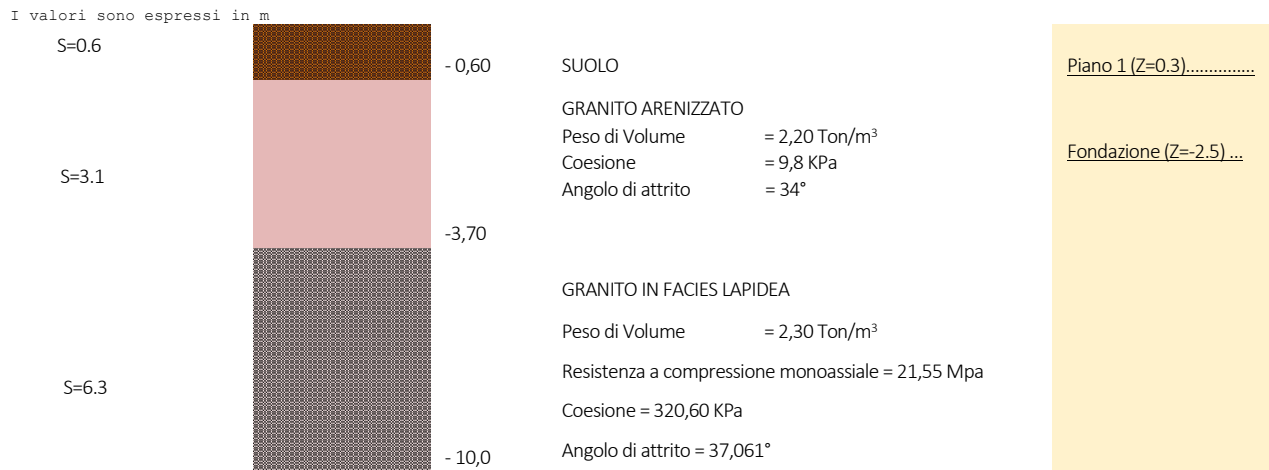 I valori sono espressi in m
S=0.6
- 0,60
SUOLO
Piano 1 (Z=0.3)...............
GRANITO ARENIZZATO
Peso di Volume = 2,20 Ton/m³
Fondazione (Z=-2.5) ...
Coesione = 9,8 KPa
S=3.1
Angolo di attrito = 34°
-3,70
GRANITO IN FACIES LAPIDEA
Peso di Volume = 2,30 Ton/m³
Resistenza a compressione monoassiale = 21,55 Mpa
S=6.3
Coesione = 320,60 KPa
Angolo di attrito = 37,061°
- 10,0